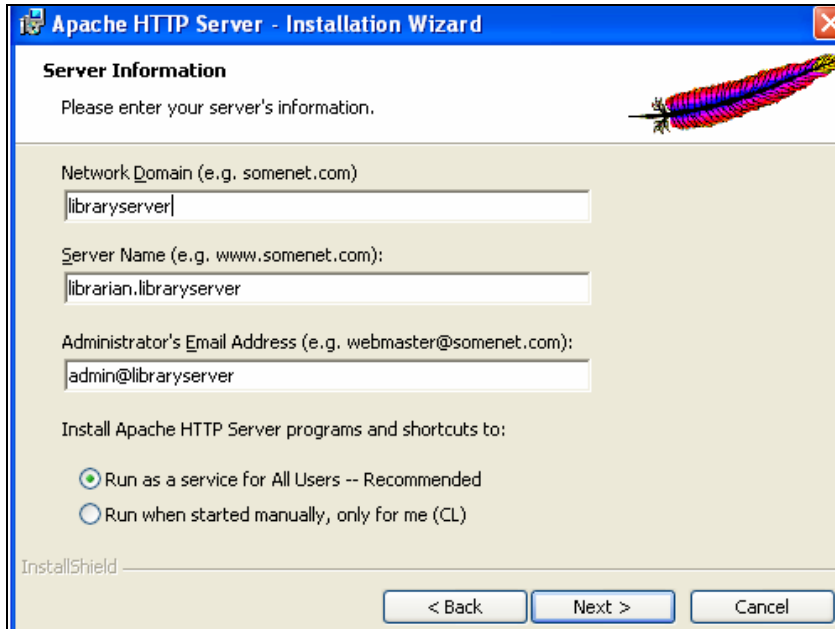 Apache HTTP Server - Installation Wizard
Server Information
Please enter your server's information.
Network Domain (e.g. somenet.com)
libraryserver
Server Name (e.g. www.somenet.com):
librarian.libraryserver
Administrator's Email Address (e.g. webmaster@somenet.com):
admin@libraryserver
Install Apache HTTP Server programs and shortcuts to:
Run as a service for All Users -- Recommended
Run when started manually, only for me (CL)
InstallShield
< Back Next > Cancel